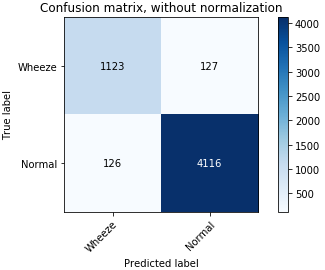 Confusion matrix, without normalization
True label
Wheeze
1123
127
Normal
126
4116
Wheeze
Normal
Predicted label
4000
3500
3000
2500
2000
1500
1000
500